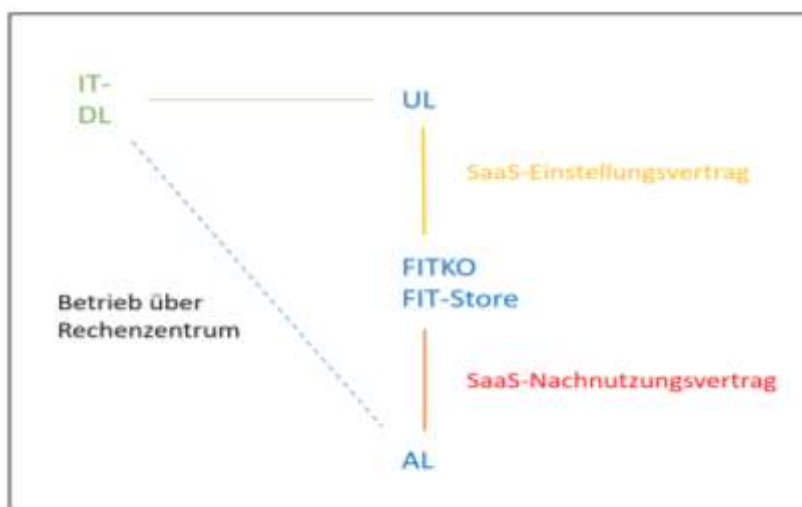 IT-
DL
UL
SaaS-Einstellungsvertrag
FITKO
FIT-Store
Betrieb über
Rechenzentrum
SaaS-Nachnutzungsvertrag
AL